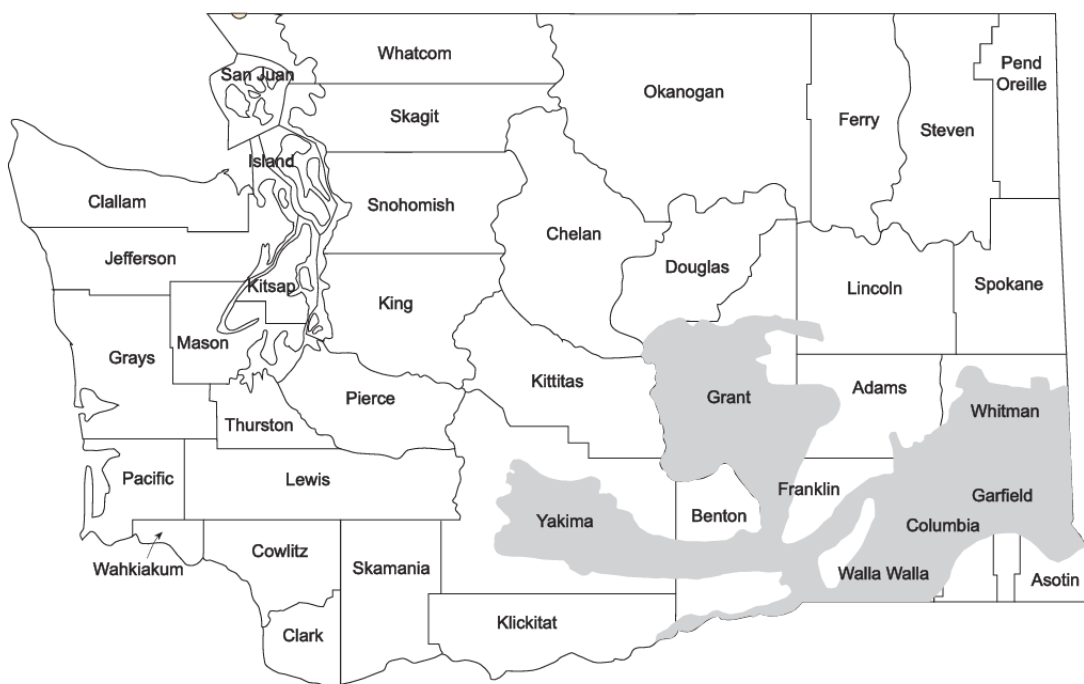 Whatcom
Pend
Oreille
San Juan
Okanogan
Skagit
Ferry
Steven
Island
Clallam
Snohomish
Chelan
Jefferson
Douglas
Kitsap
Lincoln
Spokane
King
Mason
Grays
Kittitas
Adams
Grant
Pierce
Whitman
Thurston
Pacific
Lewis
Franklin
Garfield
Yakima
Benton
Columbia
Cowlitz
Wahkiakum
Skamania
Walla Walla
Asotin
Klickitat
Clark